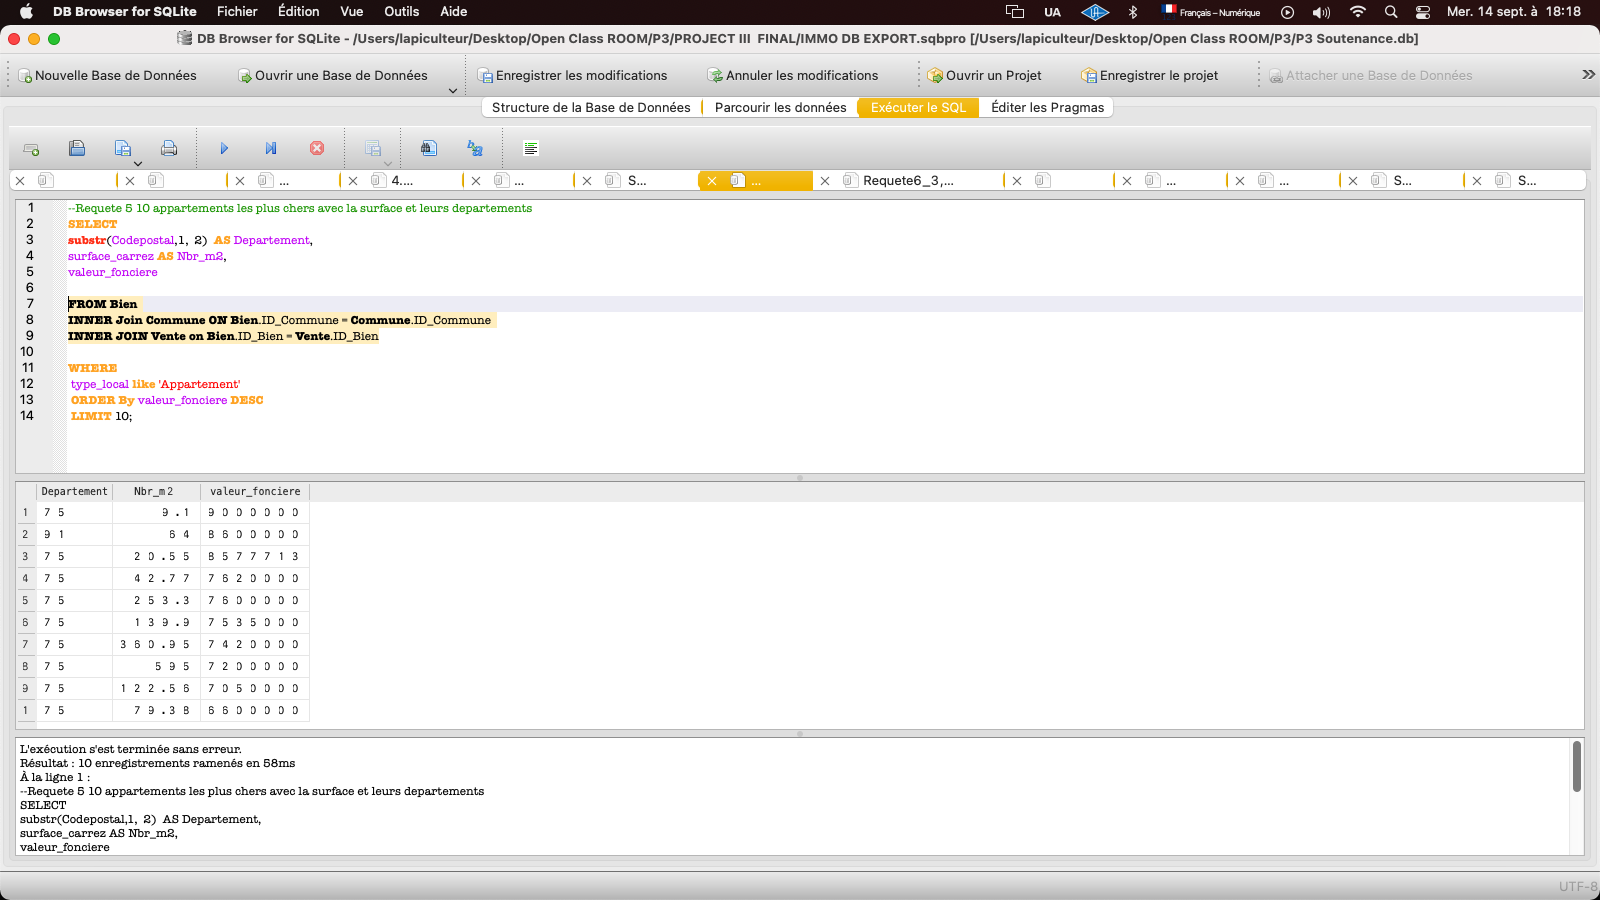 DB Browser for SQLite Fichier Édition Vue Outils Aide UA Français – Numérique Mer. 14 sept. à 18:18
DB Browser for SQLite - /Users/lapiculteur/Desktop/Open Class ROOM/P3/PROJECT III FINAL/IMMO DB EXPORT.sqbpro [/Users/lapiculteur/Desktop/Open Class ROOM/P3/P3 Soutenance.db]
Nouvelle Base de Données Ouvrir une Base de Données Enregistrer les modifications Annuler les modifications Ouvrir un Projet Enregistrer le projet Attacher une Base de Données »
Structure de la Base de Données Parcourir les données Exécuter le SQL Éditer les Pragmas
... 4.... ... S... ... Requete6_3,... ... ... S... S...
1 --Requete 5 10 appartements les plus chers avec la surface et leurs departements
2 SELECT
3 substr(Codepostal,1, 2) AS Departement,
4 surface_carrez AS Nbr_m2,
5 valeur_fonciere
6
7 FROM Bien
8 INNER Join Commune ON Bien.ID_Commune = Commune.ID_Commune
9 INNER JOIN Vente on Bien.ID_Bien = Vente.ID_Bien
10
11 WHERE
12 type_local like 'Appartement'
13 ORDER By valeur_fonciere DESC
14 LIMIT 10;
Departement Nbr_m2 valeur_fonciere
1 75 9.1 9000000
2 91 64 8600000
3 75 20.55 8577713
4 75 42.77 7620000
5 75 253.3 7600000
6 75 139.9 7535000
7 75 360.95 7420000
8 75 595 7200000
9 75 122.56 7050000
1 75 79.38 6600000
L'exécution s'est terminée sans erreur.
Résultat : 10 enregistrements ramenés en 58ms
À la ligne 1 :
--Requete 5 10 appartements les plus chers avec la surface et leurs departements
SELECT
substr(Codepostal,1, 2) AS Departement,
surface_carrez AS Nbr_m2,
valeur_fonciere
UTF-8